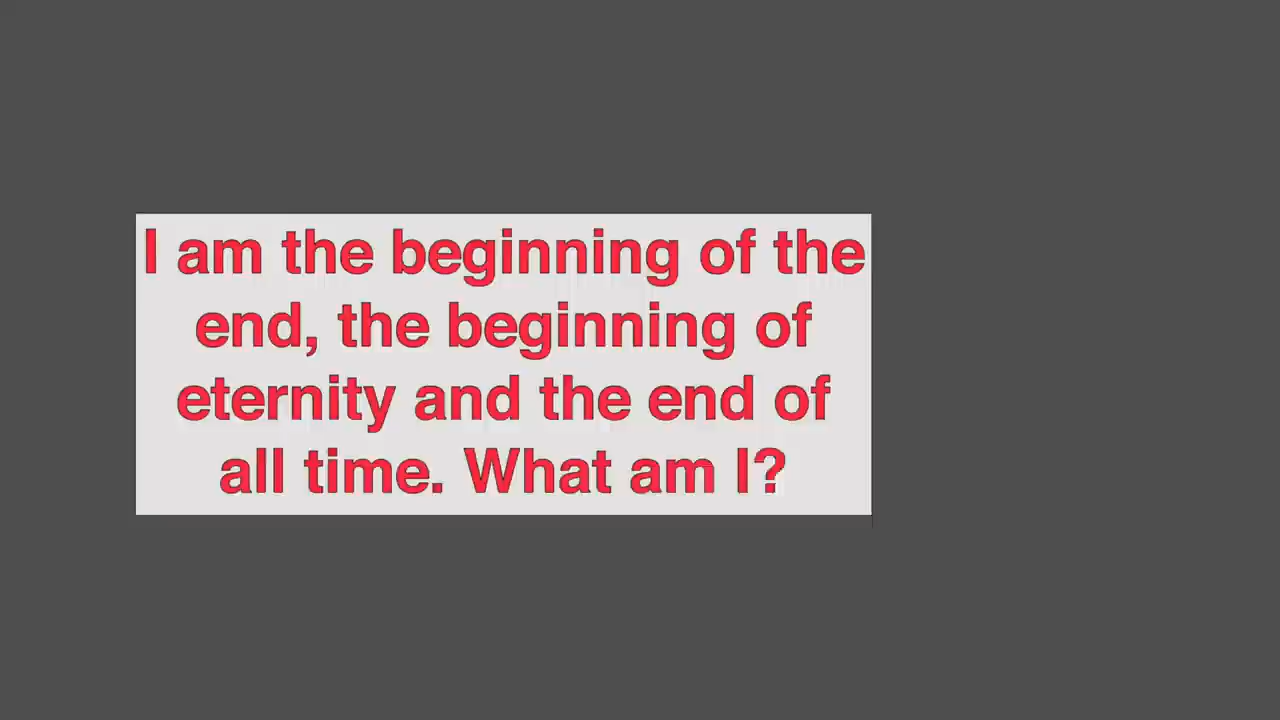 I am the beginning of the
end, the beginning of
eternity and the end of
all time. What am I?